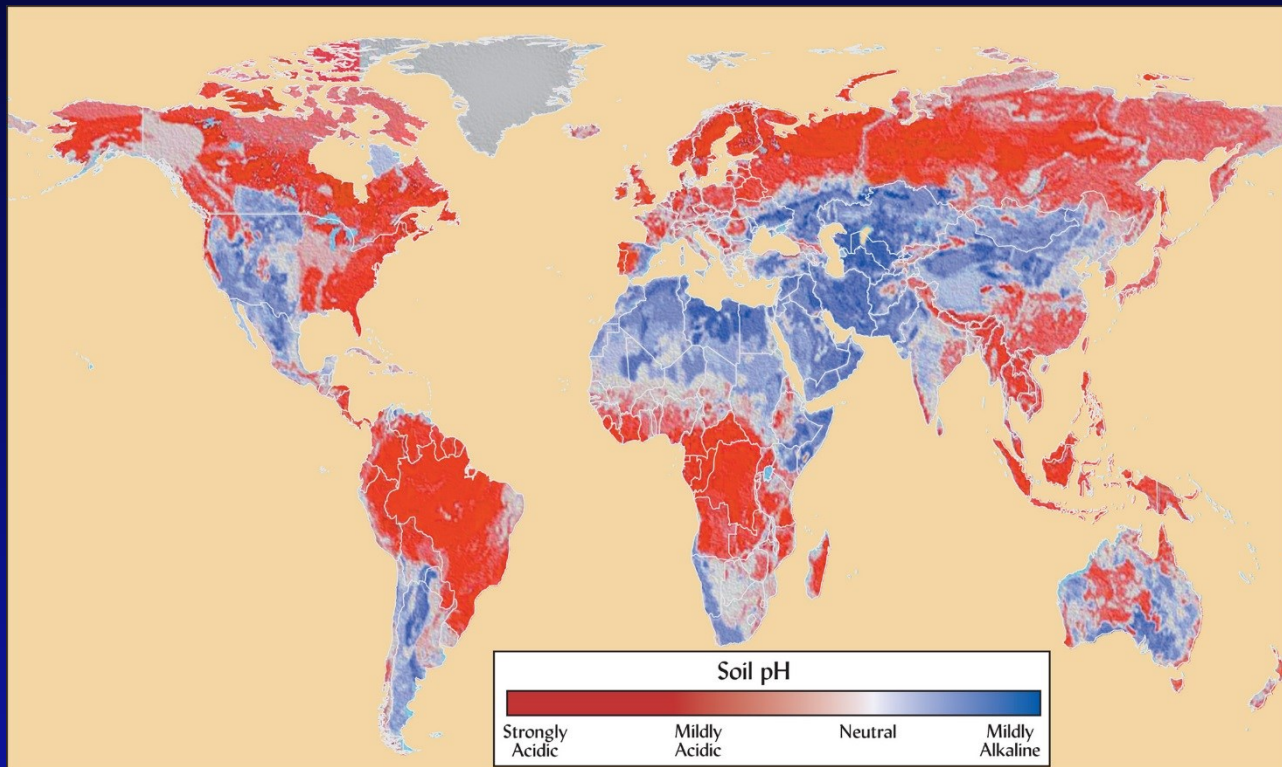 Soil pH
Strongly Acidic
Mildly Acidic
Neutral
Mildly Alkaline